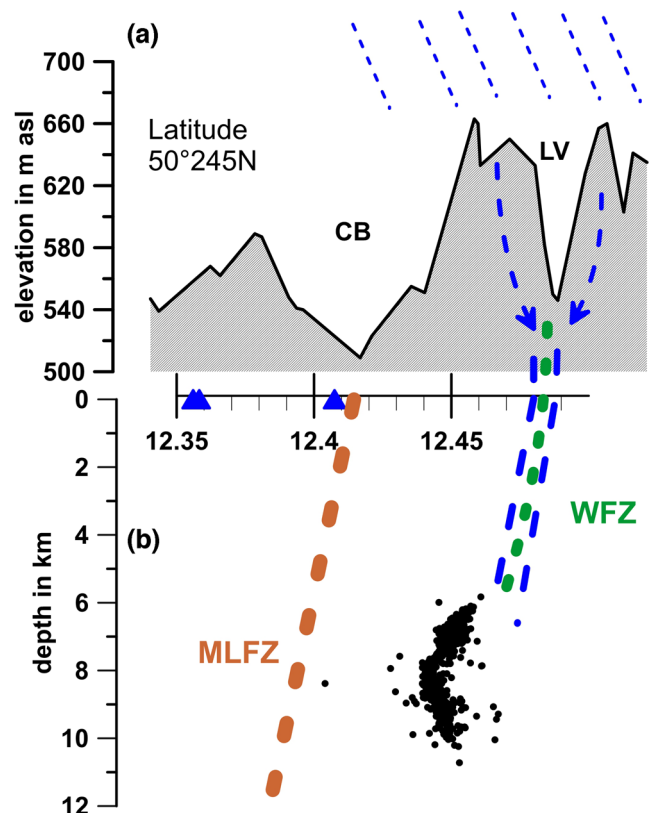 (a)
700
660
620
580
540
500
elevation in m asl
Latitude
50°245N
CB
LV
0
12.35
12.4
12.45
2
4
6
8
10
12
depth in km
(b)
WFZ
MLFZ